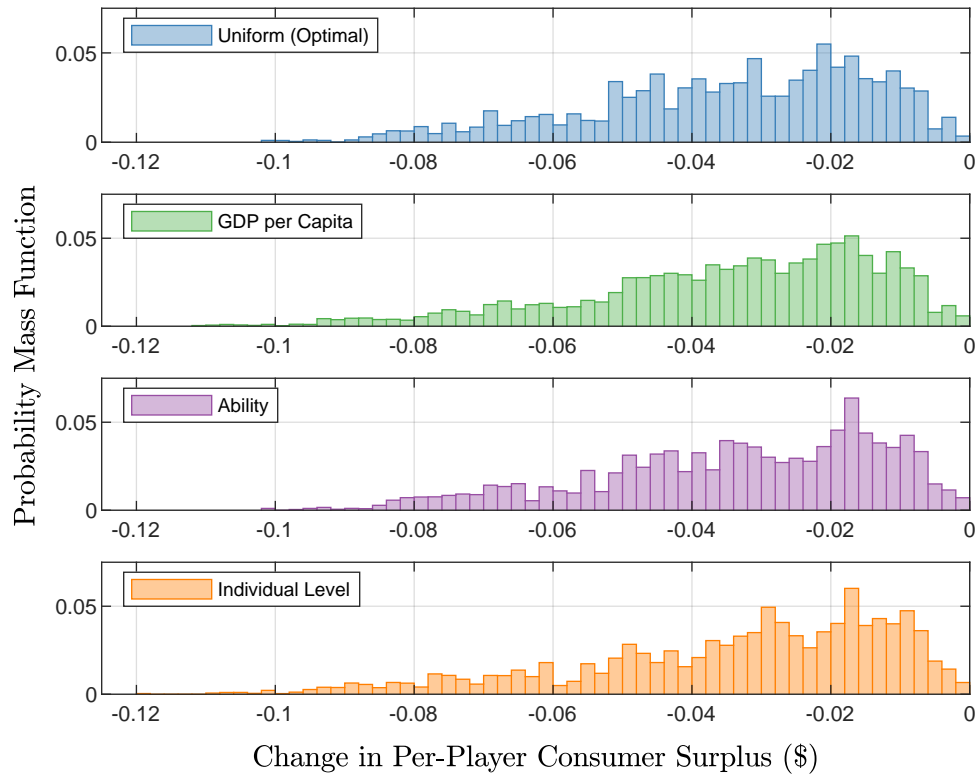 Probability Mass Function
Uniform (Optimal)
0.05
0
-0.12 -0.1 -0.08 -0.06 -0.04 -0.02 0
GDP per Capita
0.05
0
-0.12 -0.1 -0.08 -0.06 -0.04 -0.02 0
Ability
0.05
0
-0.12 -0.1 -0.08 -0.06 -0.04 -0.02 0
Individual Level
0.05
0
-0.12 -0.1 -0.08 -0.06 -0.04 -0.02 0
Change in Per-Player Consumer Surplus ($)